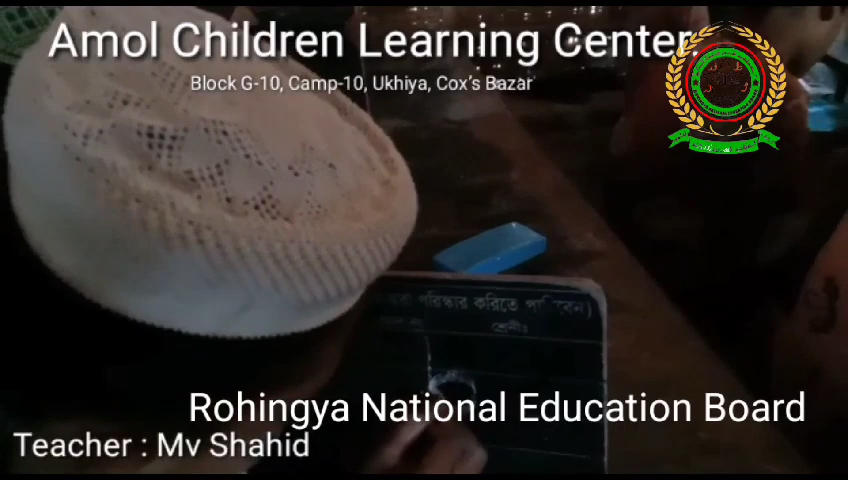 Amol Children Learning Center.
Block G-10, Camp-10, Ukhiya, Cox's Bazar
পরিস্কার করিতে
শ্রেনীঃ
Rohingya National Education Board
Teacher : Mv Shahid